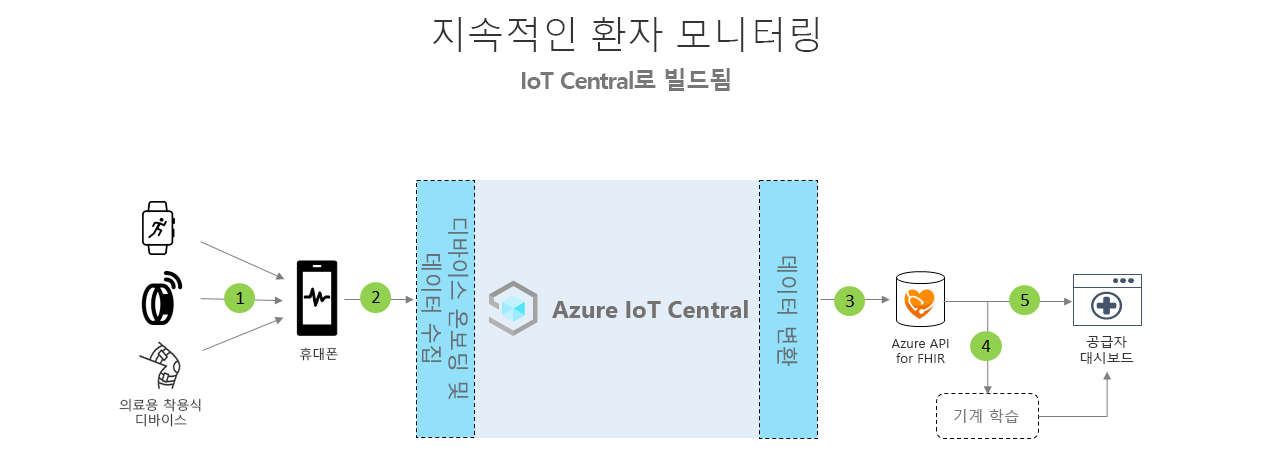 지속적인 환자 모니터링
IoT Central로 빌드됨
1
2
3
4
5
의료용 착용식
디바이스
휴대폰
디바이스 온보딩 및
데이터 수집
Azure IoT Central
데이터 변환
Azure API
for FHIR
기계 학습
공급자
대시보드